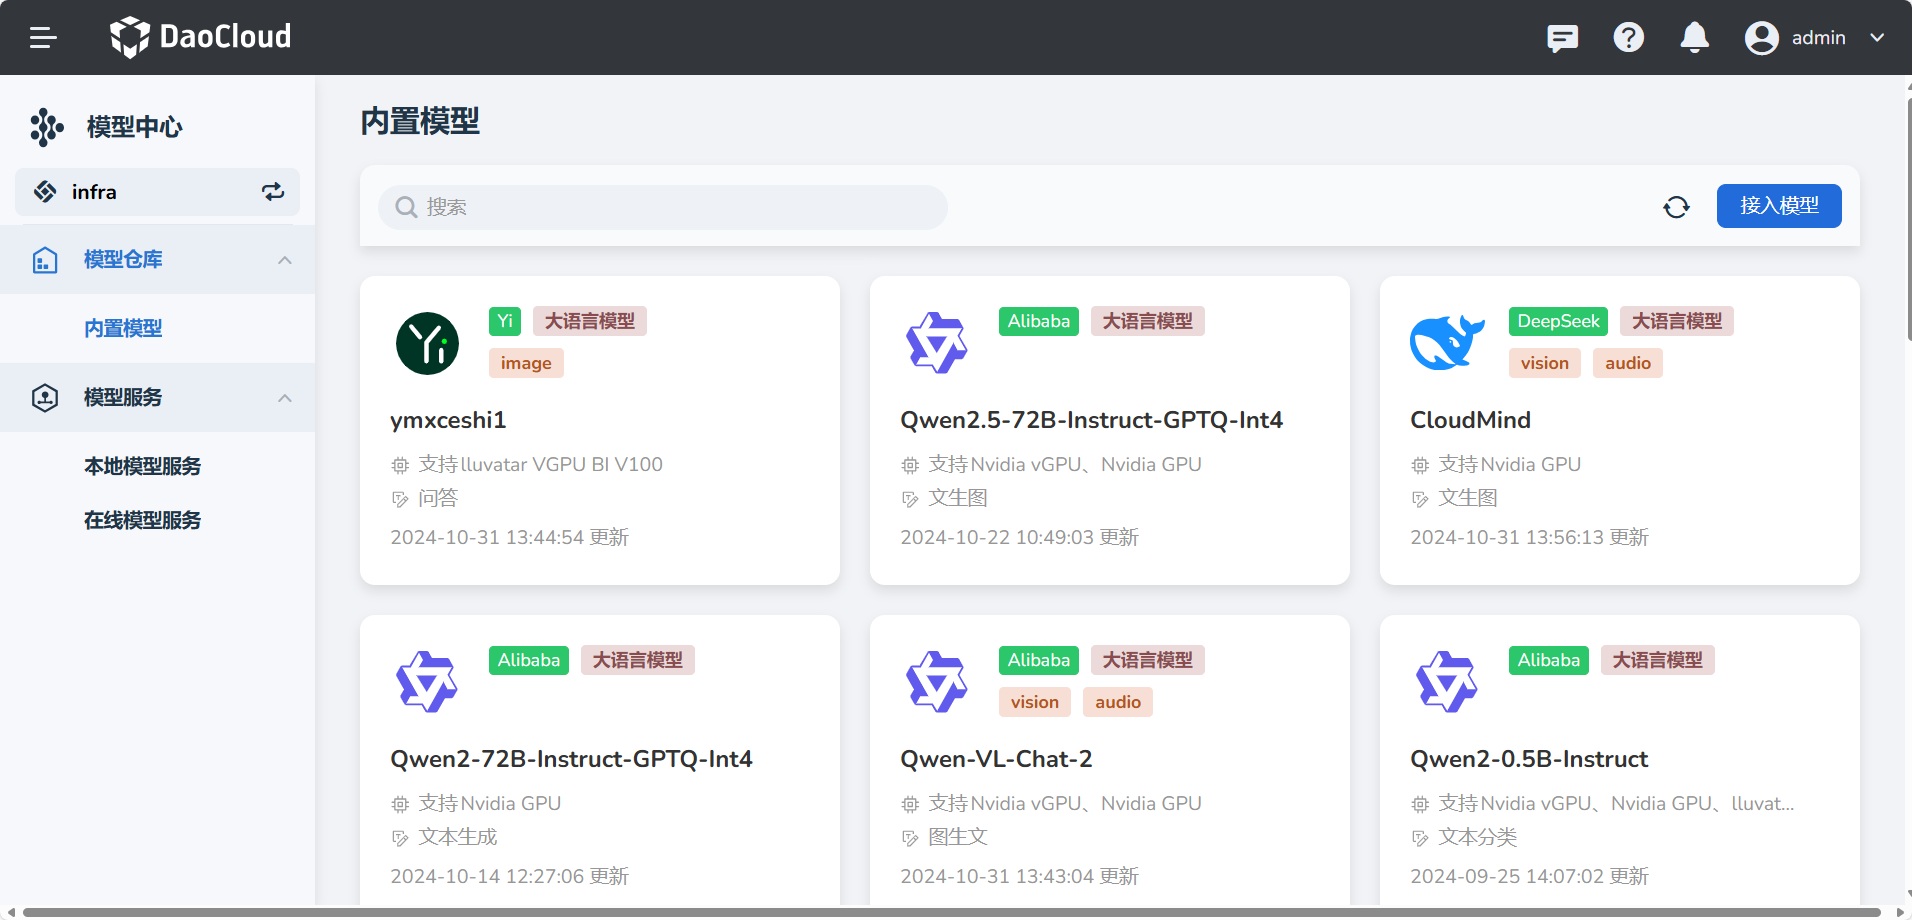 DaoCloud
admin
模型中心
infra
模型仓库
内置模型
模型服务
本地模型服务
在线模型服务
内置模型
搜索
接入模型
Yi
Yi 大语言模型
image
ymxceshi1
支持lluvatar VGPU BI V100
问答
2024-10-31 13:44:54 更新
Alibaba 大语言模型
Qwen2.5-72B-Instruct-GPTQ-Int4
支持Nvidia vGPU、Nvidia GPU
文生图
2024-10-22 10:49:03 更新
DeepSeek 大语言模型
vision audio
CloudMind
支持Nvidia GPU
文生图
2024-10-31 13:56:13 更新
Alibaba 大语言模型
Qwen2-72B-Instruct-GPTQ-Int4
支持Nvidia GPU
文本生成
2024-10-14 12:27:06 更新
Alibaba 大语言模型
vision audio
Qwen-VL-Chat-2
支持Nvidia vGPU、Nvidia GPU
图生文
2024-10-31 13:43:04 更新
Alibaba 大语言模型
Qwen2-0.5B-Instruct
支持Nvidia vGPU、Nvidia GPU、lluvat...
文本分类
2024-09-25 14:07:02 更新